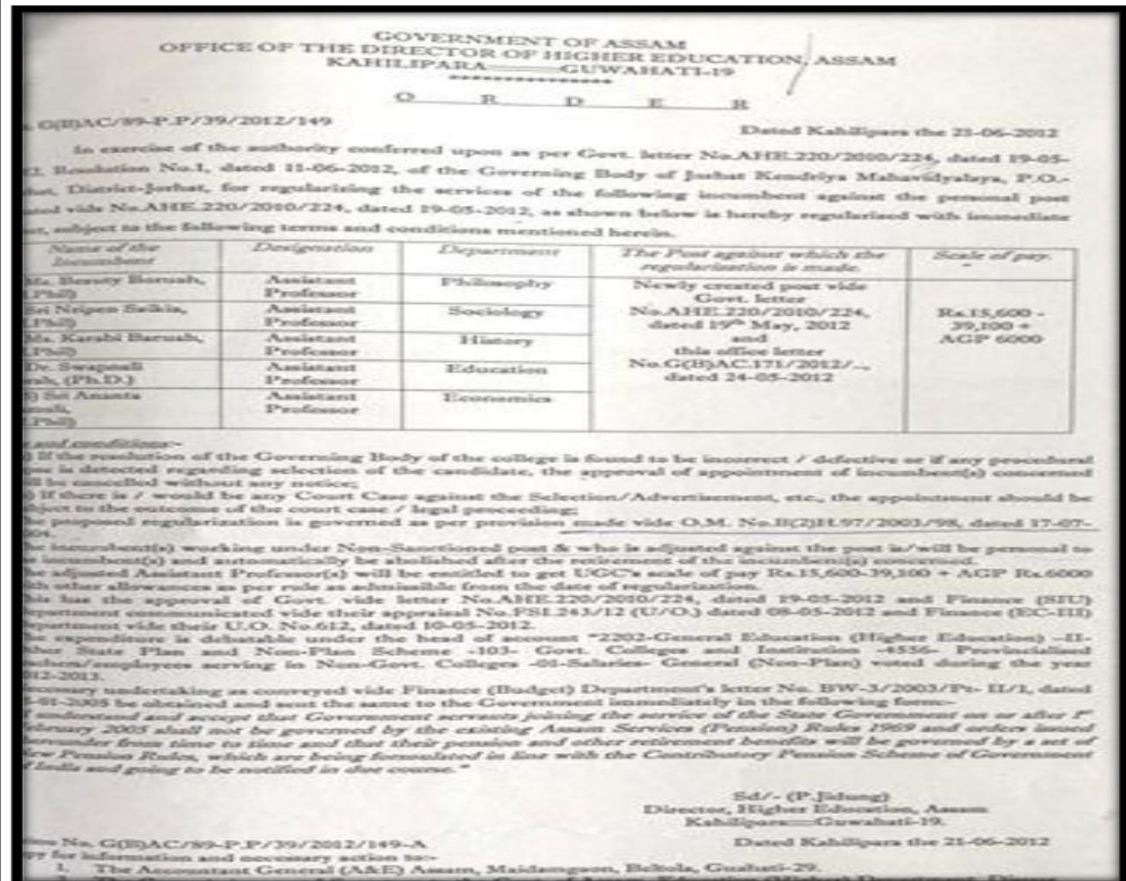 GOVERNMENT OF ASSAM
OFFICE OF THE DIRECTOR OF HIGHER EDUCATION, ASSAM
KAHILIPARA GUWAHATI-19
***************
O R D E R
G(B)AC/89-P.P/39/2012/149 Dated Kahilipara the 21-06-2012
In exercise of the authority conferred upon as per Govt. letter No.AHE.220/2010/224, dated 19-05-
Resolution No.1, dated 11-06-2012, of the Governing Body of Jorhat Kendriya Mahavidyalaya, P.O.-
District-Jorhat, for regularizing the services of the following incumbent against the personal post
vide No.AHE.220/2010/224, dated 19-05-2012, as shown below is hereby regularized with immediate
subject to the following terms and conditions mentioned herein.
Name of the Incumbent Designation Department The Post against which the regularization is made. Scale of pay.
Ms. Beauty Baruah, Phil) Assistant Professor Philosophy
Sri Nripen Saikia, Phil) Assistant Professor Sociology
Ms. Karabi Baruah, Phil) Assistant Professor History
Dr. Swapnali ah, (Ph.D.) Assistant Professor Education
5) Sri Ananta Phil) Assistant Professor Economics
Newly created post vide
Govt. letter
No.AHE.220/2010/224,
dated 19th May, 2012
and
this office letter
No.G(B)AC.171/2012/..,
dated 24-05-2012
Rs.15,600 -
39,100 +
AGP 6000
and conditions:-
If the resolution of the Governing Body of the college is found to be incorrect / defective or if any procedural
is detected regarding selection of the candidate, the approval of appointment of incumbent(s) concerned
be cancelled without any notice;
If there is / would be any Court Case against the Selection/Advertisement, etc., the appointment should be
to the outcome of the court case / legal proceeding;
proposed regularization is governed as per provision made vide O.M. No.B(2)H.97/2003/98, dated 17-07-
incumbent(s) working under Non-Sanctioned post & who is adjusted against the post is/will be personal to
incumbent(s) and automatically be abolished after the retirement of the incumbent(s) concerned.
adjusted Assistant Professor(s) will be entitled to get UGC's scale of pay Rs.15,600-39,100 + AGP Rs.6000
other allowances as per rule as admissible from the date of regularization.
has the approval of Govt. vide letter No.AHE.220/2010/224, dated 19-05-2012 and Finance (SIU)
communicated vide their appraisal No.FSI.243/12 (U/O.) dated 08-05-2012 and Finance (EC-III)
vide their U.O. No.612, dated 10-05-2012.
expenditure is debatable under the head of account "2202-General Education (Higher Education) -II-
State Plan and Non-Plan Scheme -103- Govt. Colleges and Institution -4556- Provincialised
serving in Non-Govt. Colleges -01-Salaries- General (Non-Plan) voted during the year
2012-2013.
undertaking as conveyed vide Finance (Budget) Department's letter No. BW-3/2003/Pt- II/1, dated
-01-2005 be obtained and sent the same to the Government immediately in the following form:-
understand and accept that Government servants joining the service of the State Government on or after 1st
February 2005 shall not be governed by the existing Assam Services (Pension) Rules 1969 and orders issued
under from time to time and that their pension and other retirement benefits will be governed by a set of
New Pension Rules, which are being formulated in line with the Contributory Pension Scheme of Government
of India and going to be notified in due course."
Sd/- (P.Jidung)
Director, Higher Education, Assam
Kahilipara Guwahati-19.
No. G(B)AC/89-P.P/39/2012/149-A Dated Kahilipara the 21-06-2012
for information and necessary action to:-
1. The Accountant General (A&E) Assam, Maidamgaon, Beltola, Guahati-29.